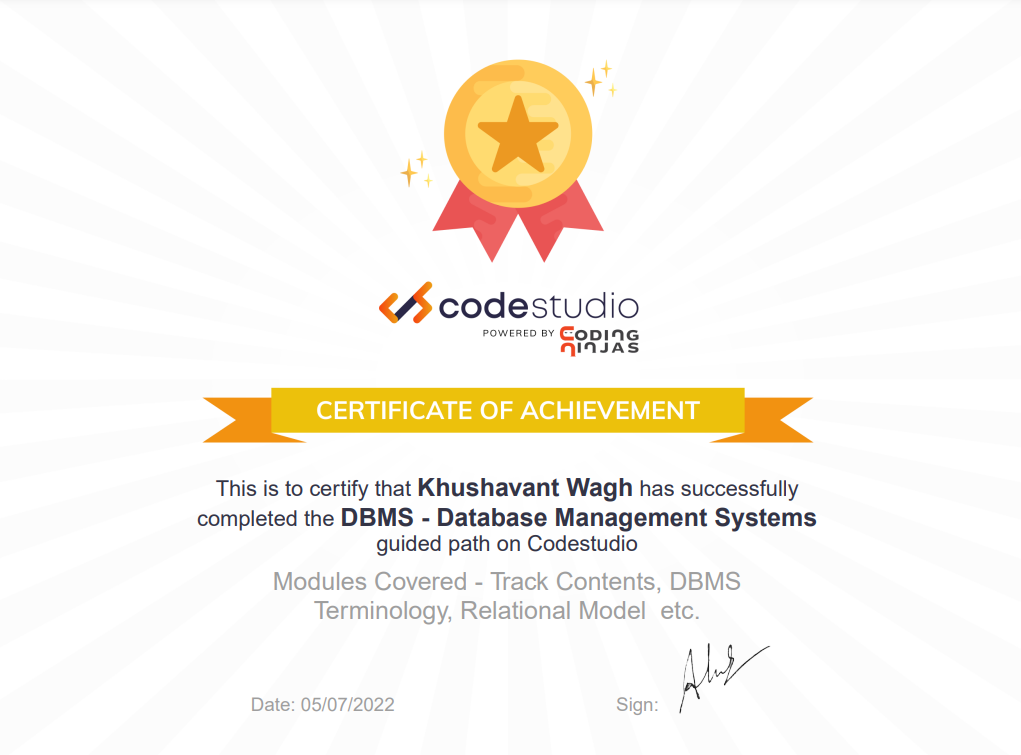 codestudio
POWERED BY CODING
NINJAS
CERTIFICATE OF ACHIEVEMENT
This is to certify that Khushavant Wagh has successfully
completed the DBMS - Database Management Systems
guided path on Codestudio
Modules Covered - Track Contents, DBMS
Terminology, Relational Model etc.
Date: 05/07/2022 Sign: